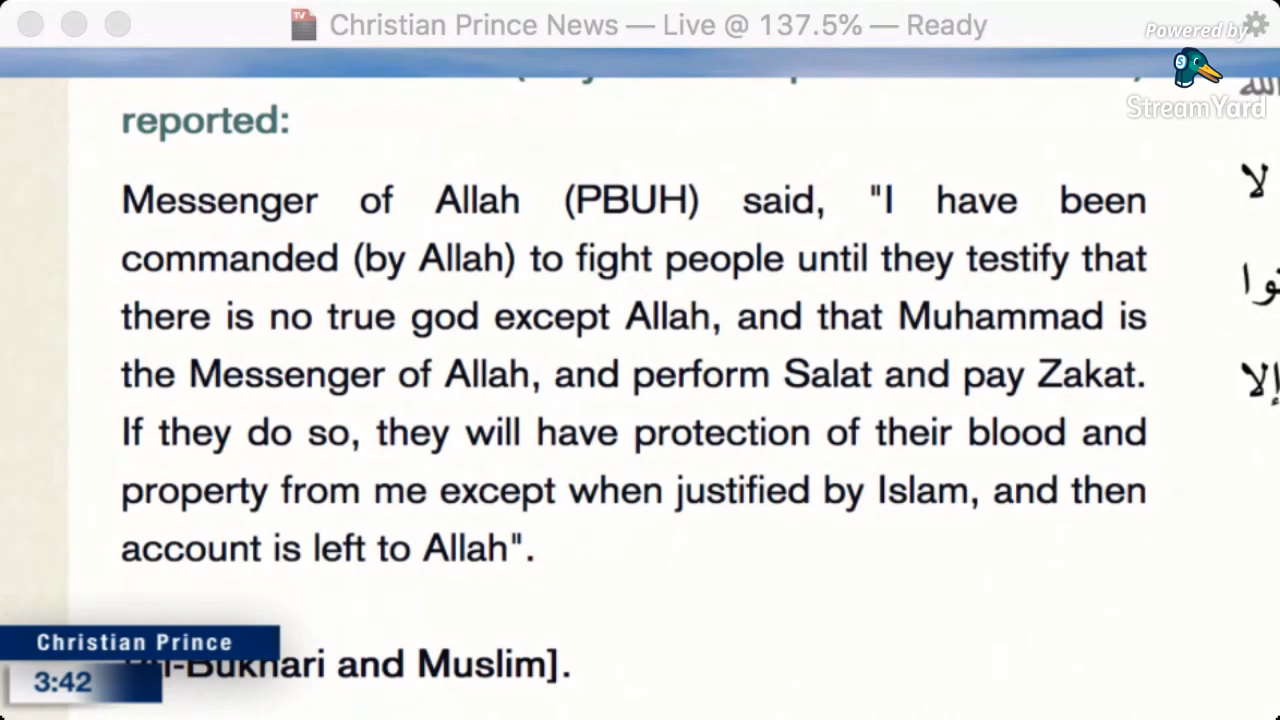 Christian Prince News — Live @ 137.5% — Ready
Powered by
StreamYard
reported:
Messenger of Allah (PBUH) said, "I have been
commanded (by Allah) to fight people until they testify that
there is no true god except Allah, and that Muhammad is
the Messenger of Allah, and perform Salat and pay Zakat.
If they do so, they will have protection of their blood and
property from me except when justified by Islam, and then
account is left to Allah".
and Muslim].
الله
لا
إلا
Christian Prince
3:42